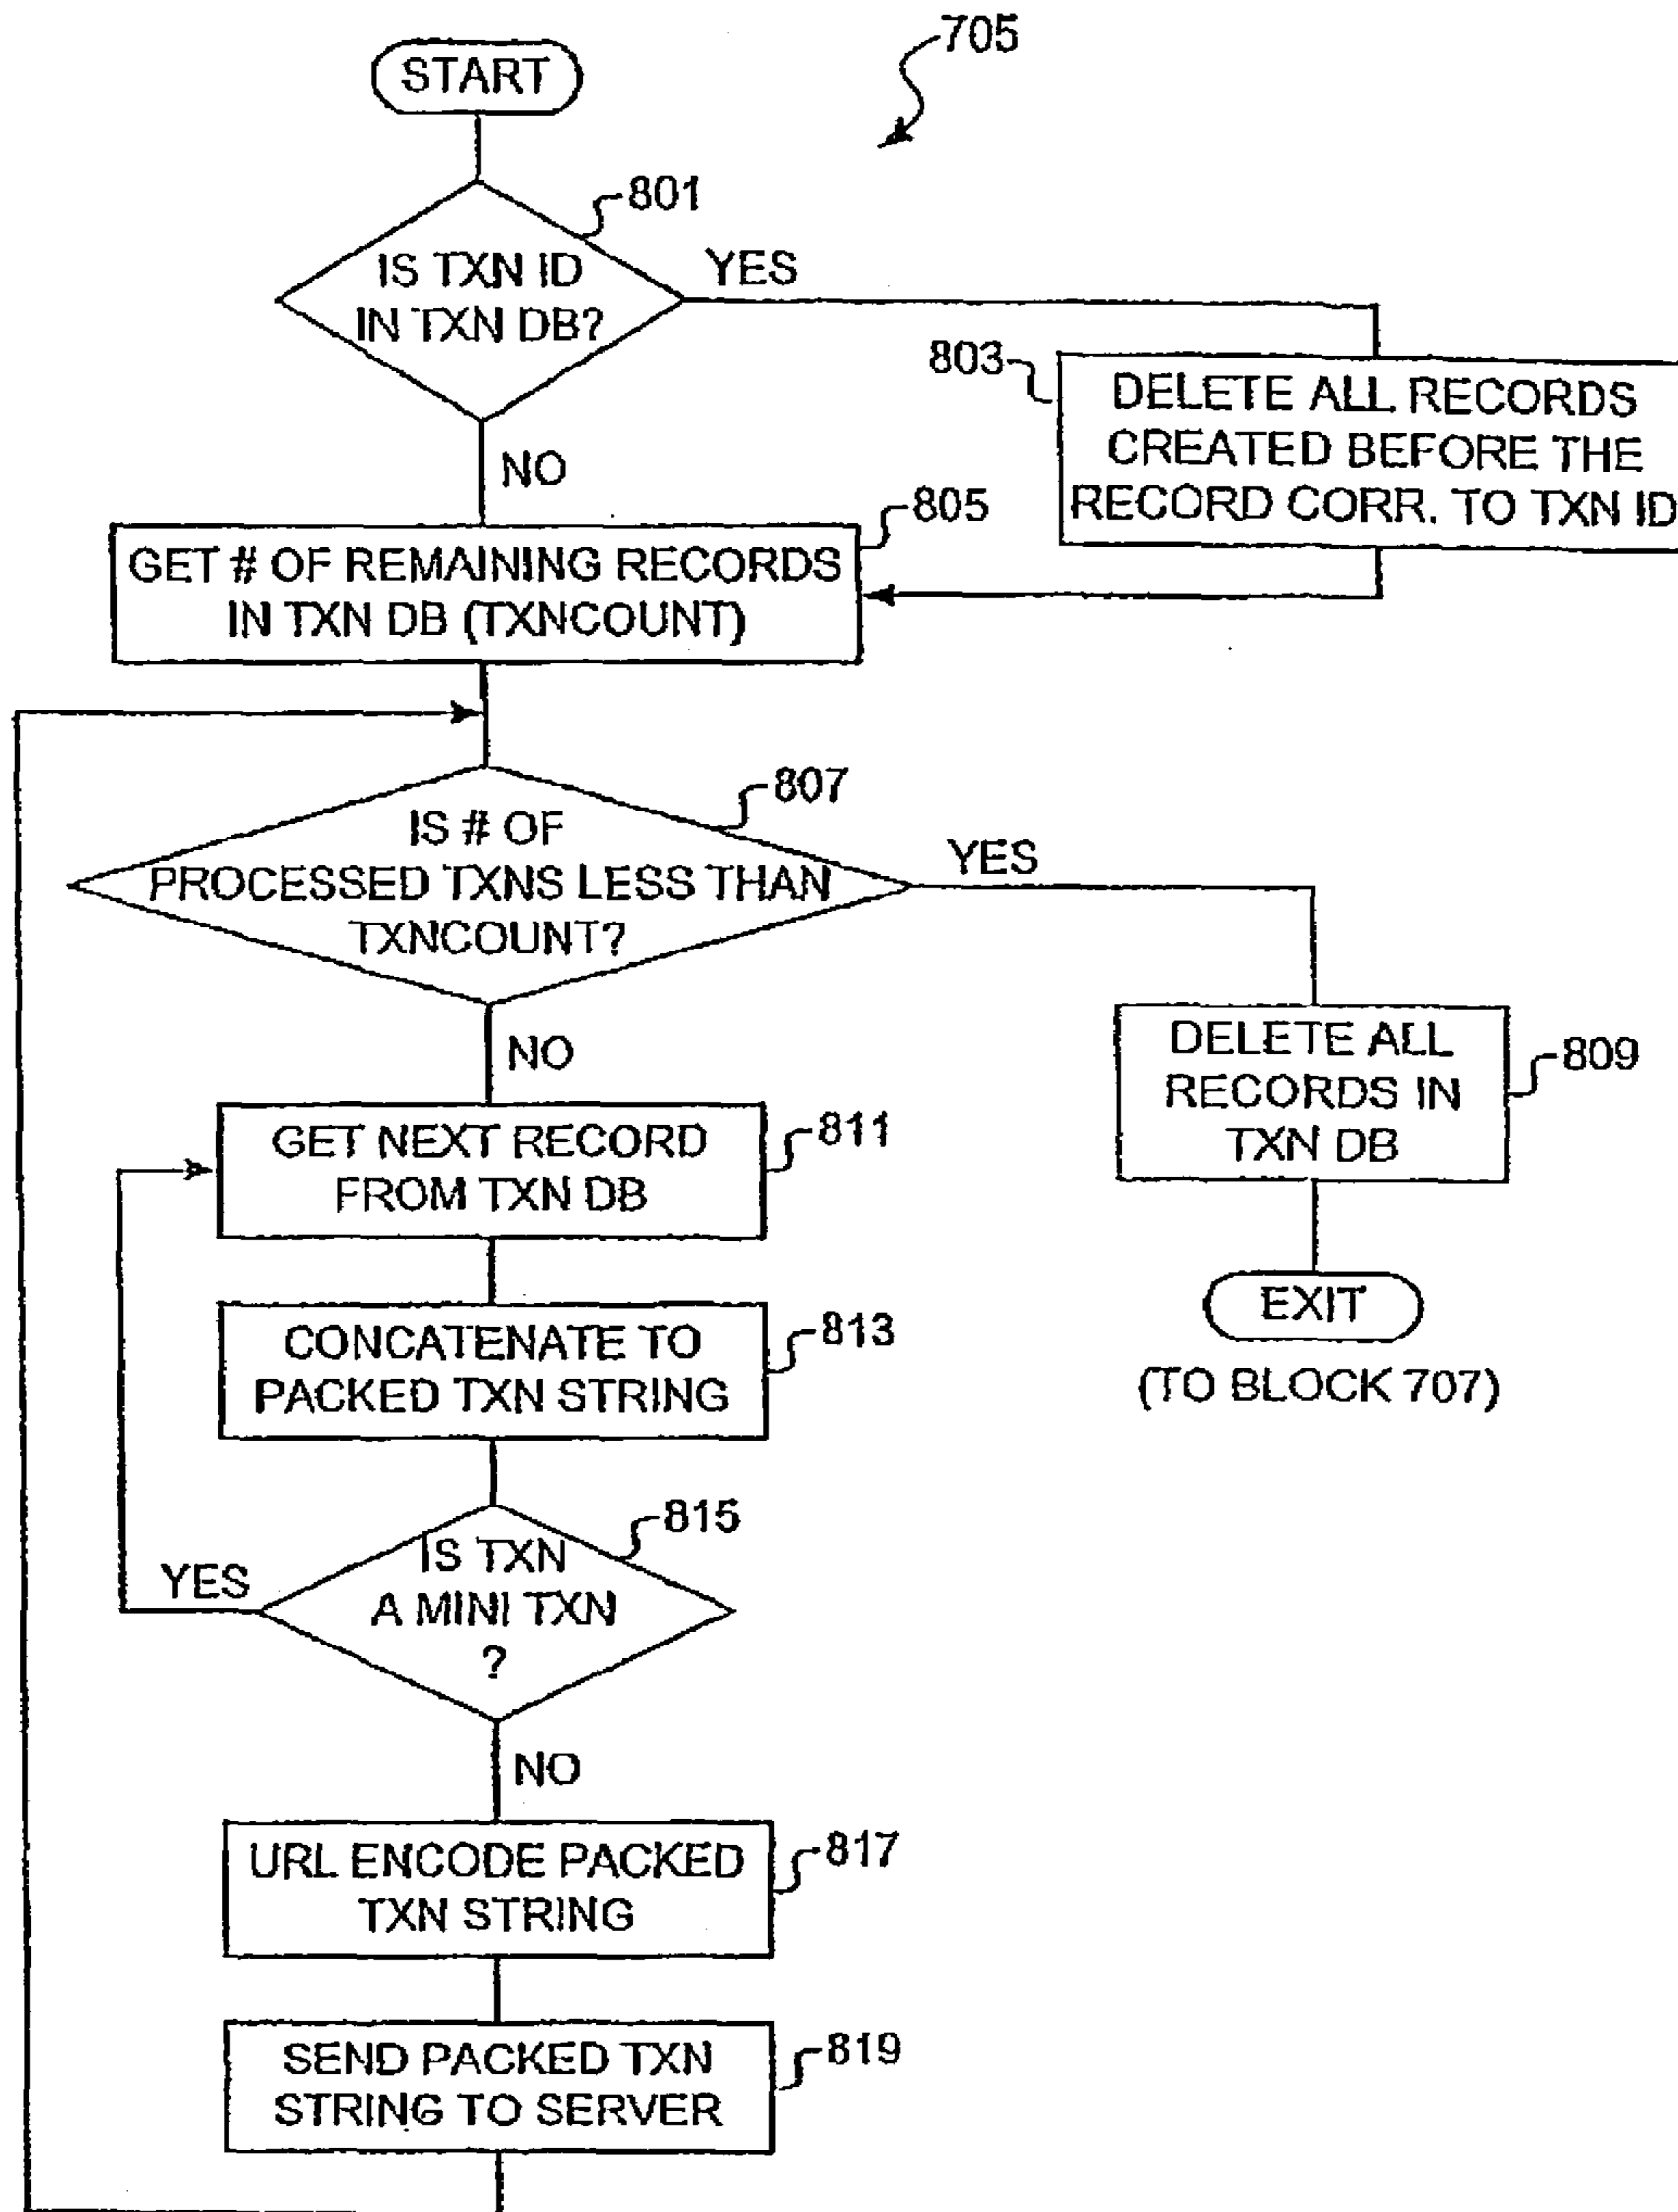 705
START
801
IS TXN ID
IN TXN DB?
YES
NO
803
DELETE ALL RECORDS
CREATED BEFORE THE
RECORD CORR. TO TXN ID
805
GET # OF REMAINING RECORDS
IN TXN DB (TXNCOUNT)
807
IS # OF
PROCESSED TXNS LESS THAN
TXNCOUNT?
YES
NO
809
DELETE ALL
RECORDS IN
TXN DB
EXIT
(TO BLOCK 707)
811
GET NEXT RECORD
FROM TXN DB
813
CONCATENATE TO
PACKED TXN STRING
815
IS TXN
A MINI TXN
?
YES
NO
817
URL ENCODE PACKED
TXN STRING
819
SEND PACKED TXN
STRING TO SERVER